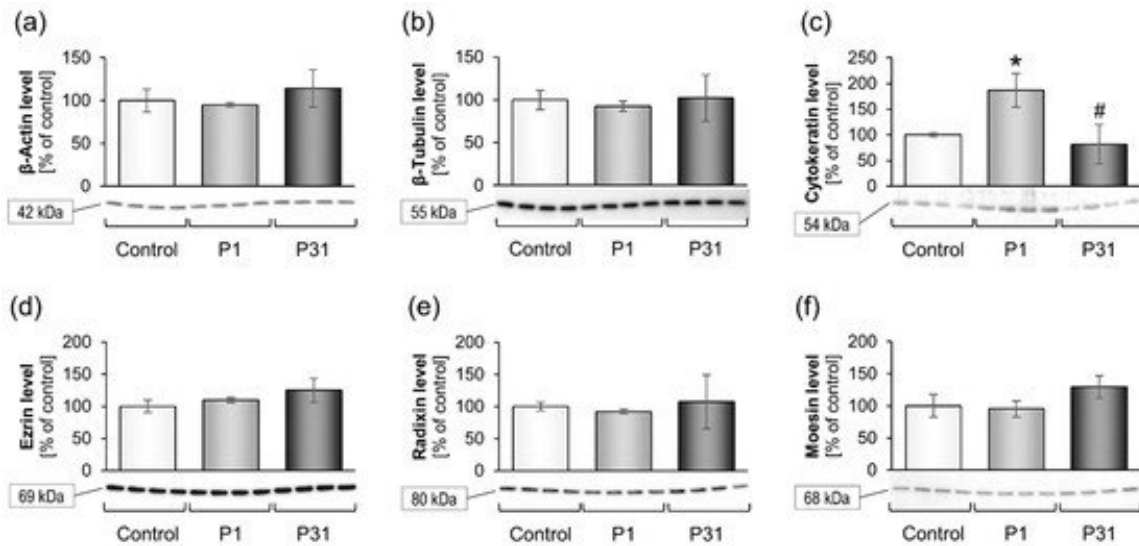 (a)
β-Actin level
[% of control]
150
100
50
0
42 kDa
Control P1 P31
(b)
β-Tubulin level
[% of control]
150
100
50
0
55 kDa
Control P1 P31
(c)
Cytokeratin level
[% of control]
250
200
150
100
50
0
*
#
54 kDa
Control P1 P31
(d)
Ezrin level
[% of control]
200
150
100
50
0
69 kDa
Control P1 P31
(e)
Radixin level
[% of control]
200
150
100
50
0
80 kDa
Control P1 P31
(f)
Moesin level
[% of control]
200
150
100
50
0
68 kDa
Control P1 P31